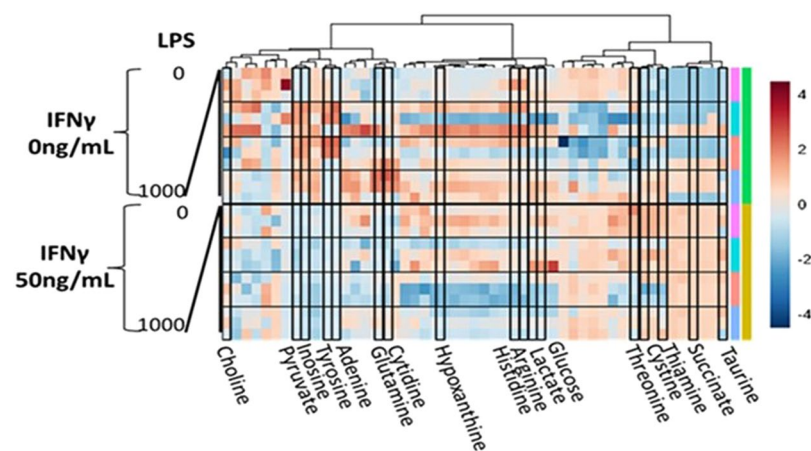 LPS
0
IFNγ
0ng/mL
1000
0
IFNγ
50ng/mL
1000
4
2
0
-2
-4
Choline
Pyruvate
Inosine
Tyrosine
Adenine
Glutamine
Cytidine
Hypoxanthine
Histidine
Arginine
Lactate
Glucose
Threonine
Cystine
Thiamine
Succinate
Taurine